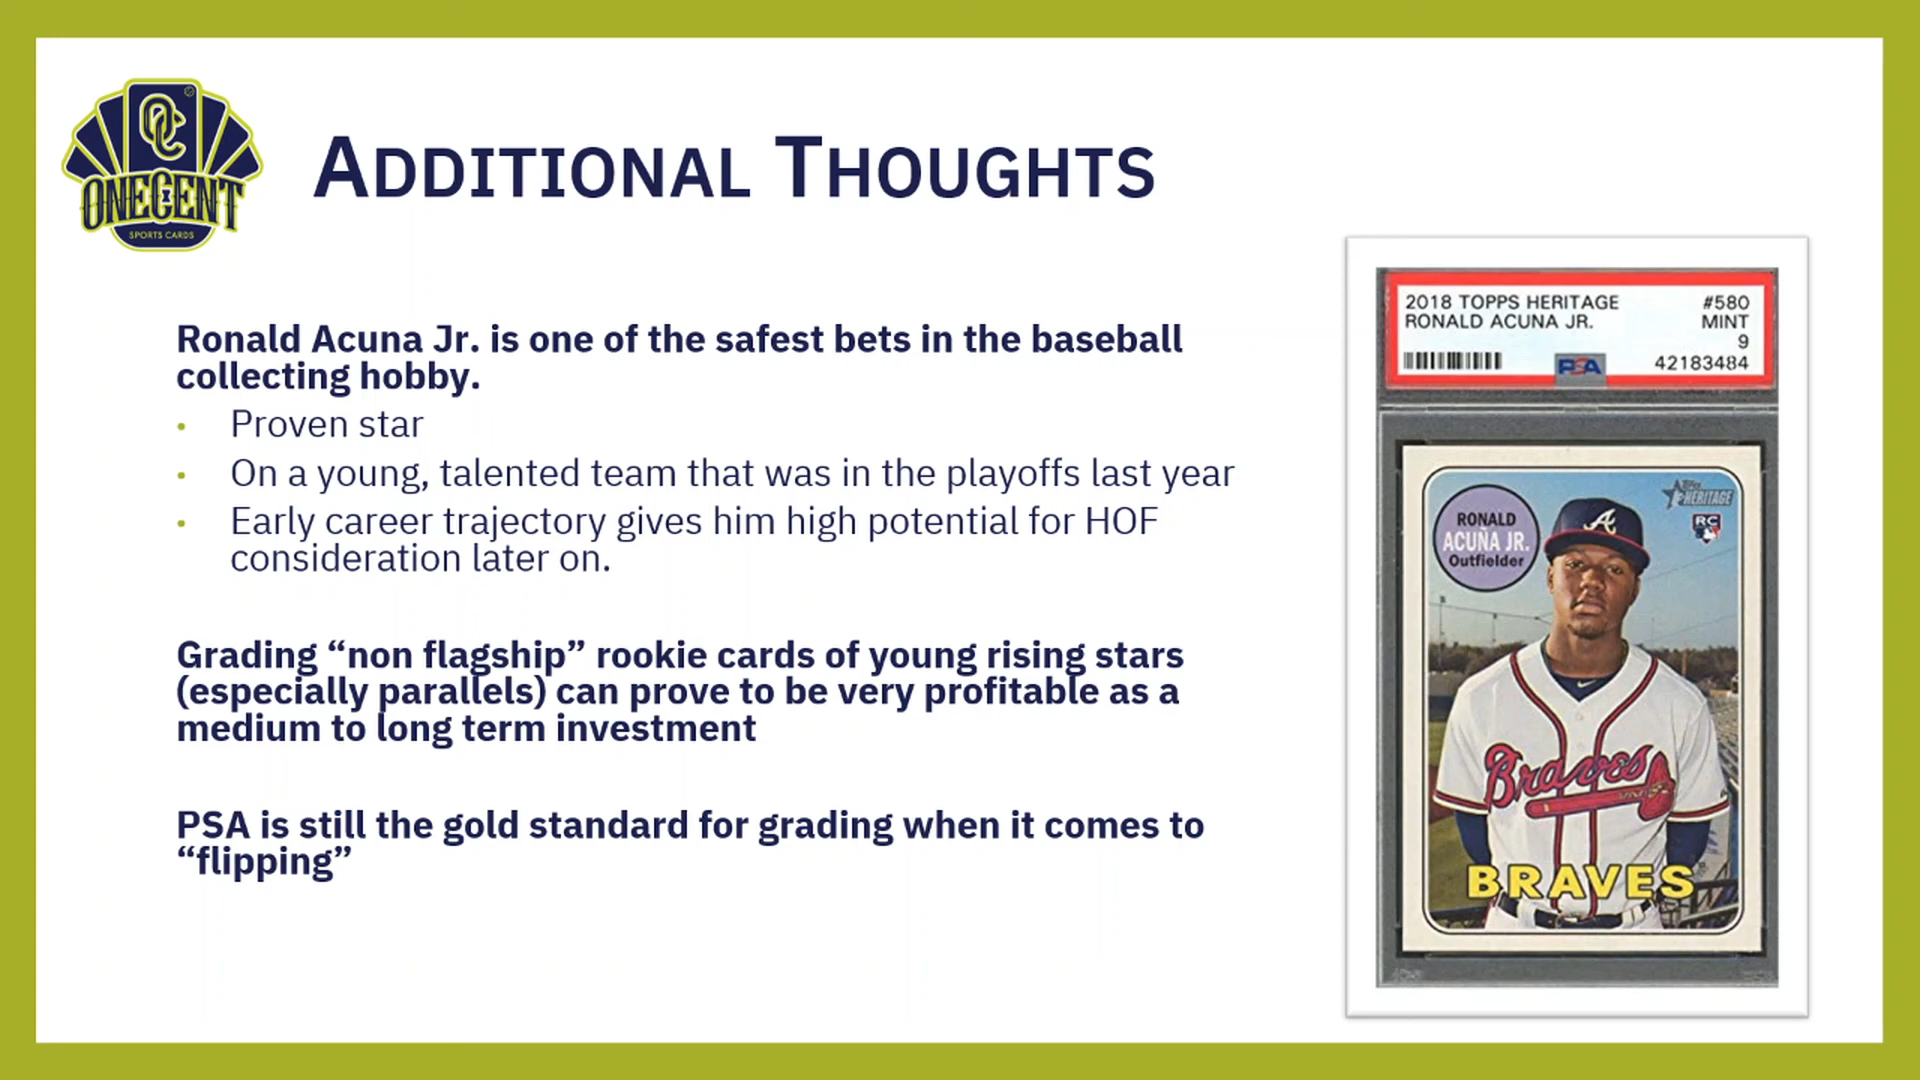 OC
ONECENT
SPORTS CARDS
ADDITIONAL THOUGHTS
Ronald Acuna Jr. is one of the safest bets in the baseball
collecting hobby.
• Proven star
• On a young, talented team that was in the playoffs last year
• Early career trajectory gives him high potential for HOF
consideration later on.
Grading “non flagship” rookie cards of young rising stars
(especially parallels) can prove to be very profitable as a
medium to long term investment
PSA is still the gold standard for grading when it comes to
“flipping”
2018 TOPPS HERITAGE #580
RONALD ACUNA JR. MINT
9
PSA 42183484
Topps
HERITAGE
RC
RONALD
ACUÑA JR.
Outfielder
A
Braves
BRAVES